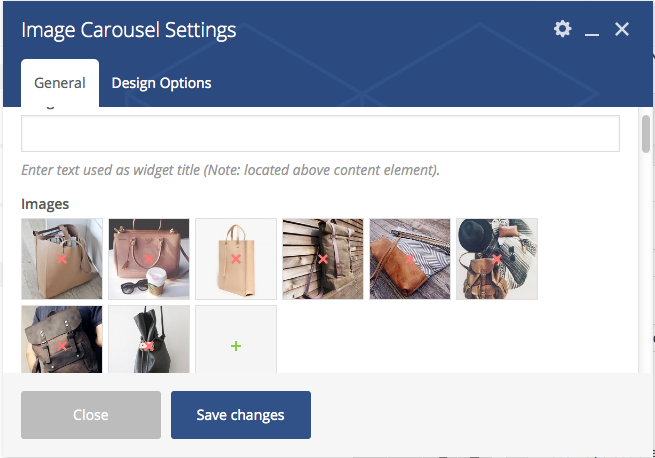 Image Carousel Settings
General
Design Options
Enter text used as widget title (Note: located above content element).
Images
Close
Save changes